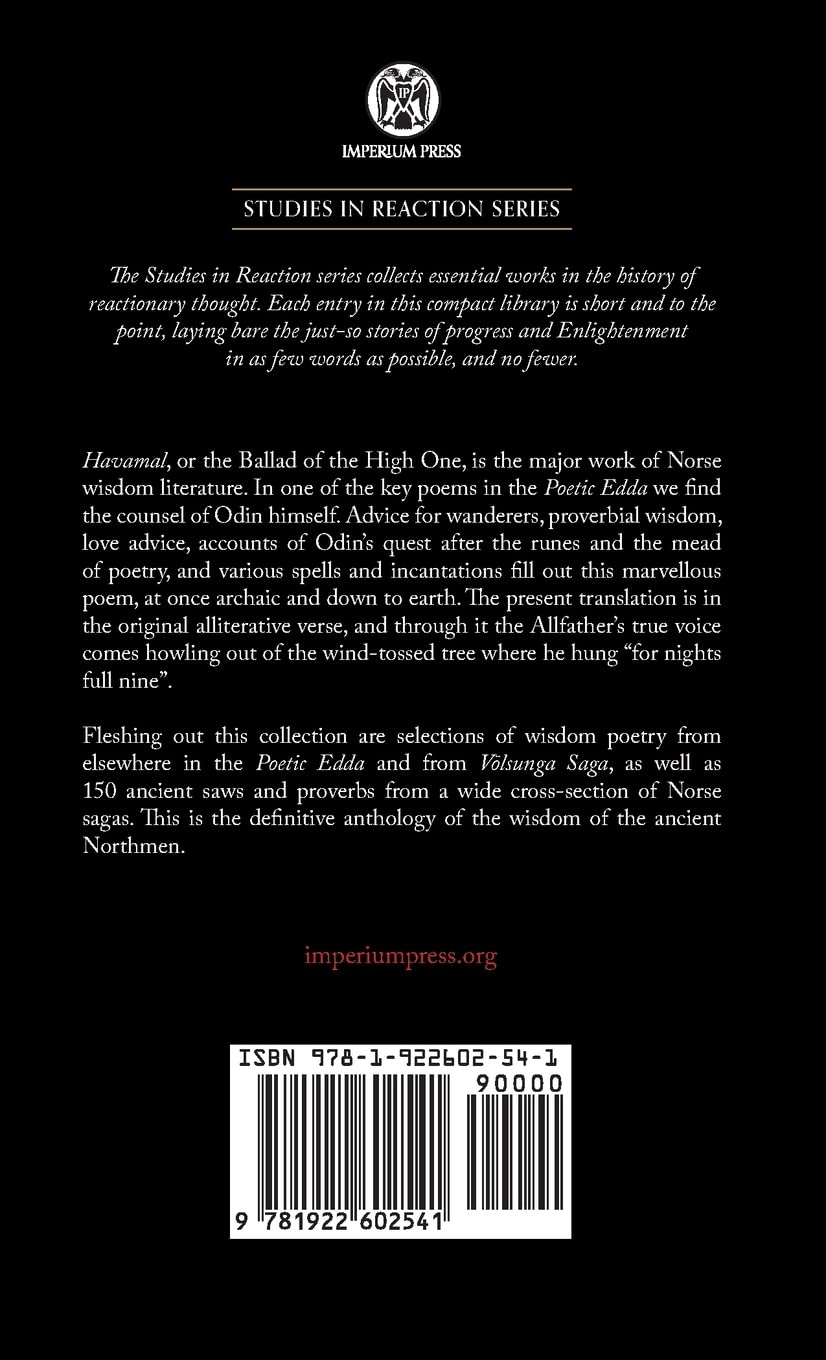 IP
IMPERIUM PRESS
STUDIES IN REACTION SERIES
The Studies in Reaction series collects essential works in the history of
reactionary thought. Each entry in this compact library is short and to the
point, laying bare the just-so stories of progress and Enlightenment
in as few words as possible, and no fewer.
Havamal, or the Ballad of the High One, is the major work of Norse
wisdom literature. In one of the key poems in the Poetic Edda we find
the counsel of Odin himself. Advice for wanderers, proverbial wisdom,
love advice, accounts of Odin's quest after the runes and the mead
of poetry, and various spells and incantations fill out this marvellous
poem, at once archaic and down to earth. The present translation is in
the original alliterative verse, and through it the Allfather's true voice
comes howling out of the wind-tossed tree where he hung “for nights
full nine”.
Fleshing out this collection are selections of wisdom poetry from
elsewhere in the Poetic Edda and from Völsunga Saga, as well as
150 ancient saws and proverbs from a wide cross-section of Norse
sagas. This is the definitive anthology of the wisdom of the ancient
Northmen.
imperiumpress.org
ISBN 978-1-922602-54-1
90000
9 781922 602541